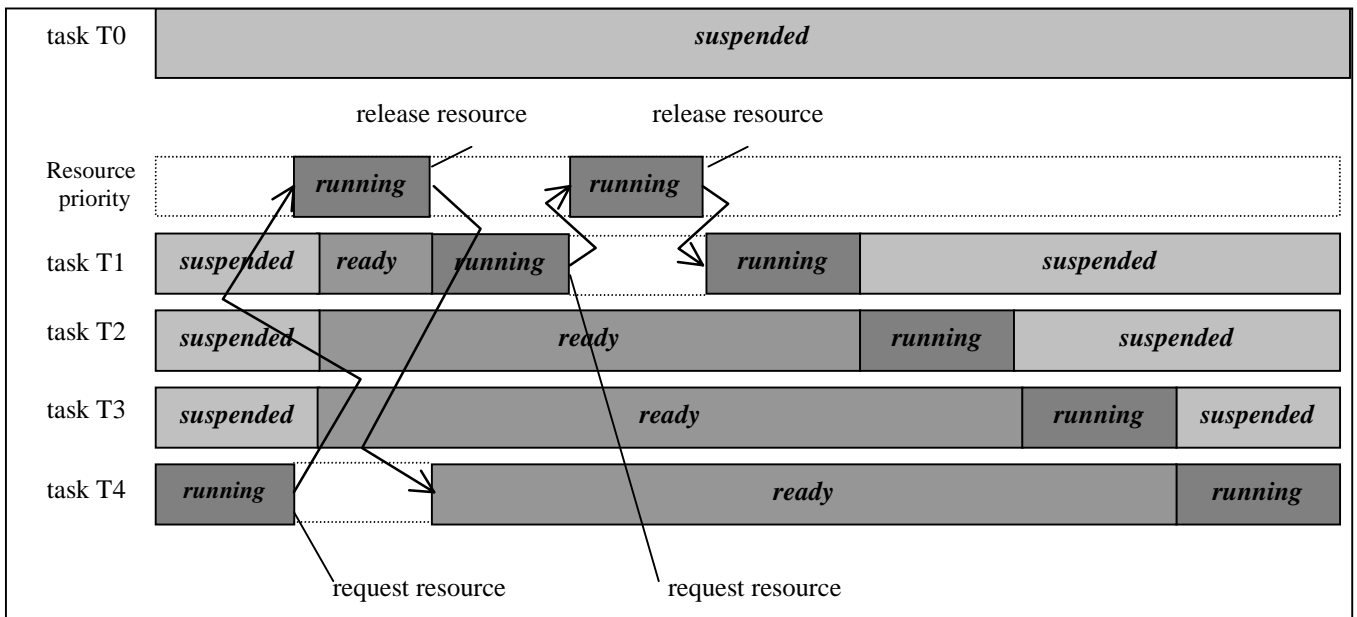 task T0
suspended
release resource
release resource
Resource
priority
running
running
task T1
suspended
ready
running
running
suspended
task T2
suspended
ready
running
suspended
task T3
suspended
ready
running
suspended
task T4
running
ready
running
request resource
request resource